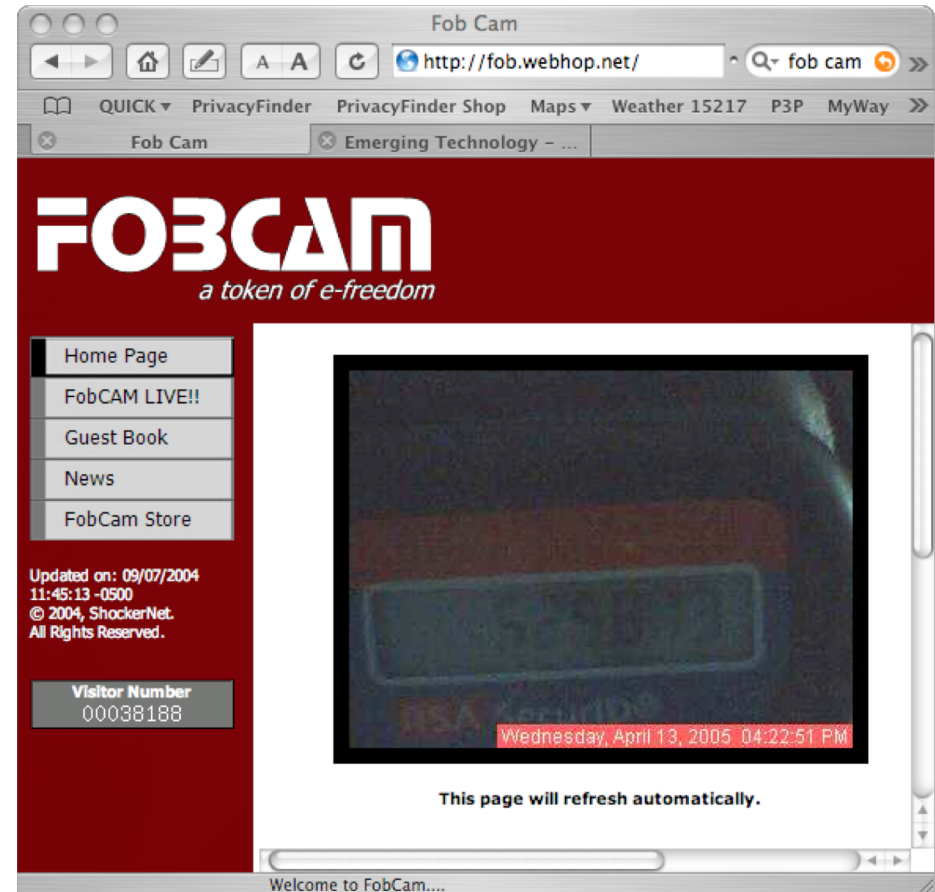 Fob Cam
A A http://fob.webhop.net/ fob cam
QUICK PrivacyFinder PrivacyFinder Shop Maps Weather 15217 P3P MyWay
Fob Cam Emerging Technology – ...
FOBCAM
a token of e-freedom
Home Page
FobCAM LIVE!!
Guest Book
News
FobCam Store
Updated on: 09/07/2004
11:45:13 -0500
© 2004, ShockerNet.
All Rights Reserved.
Visitor Number
00038188
RSA SecurID®
Wednesday, April 13, 2005 04:22:51 PM
This page will refresh automatically.
Welcome to FobCam....